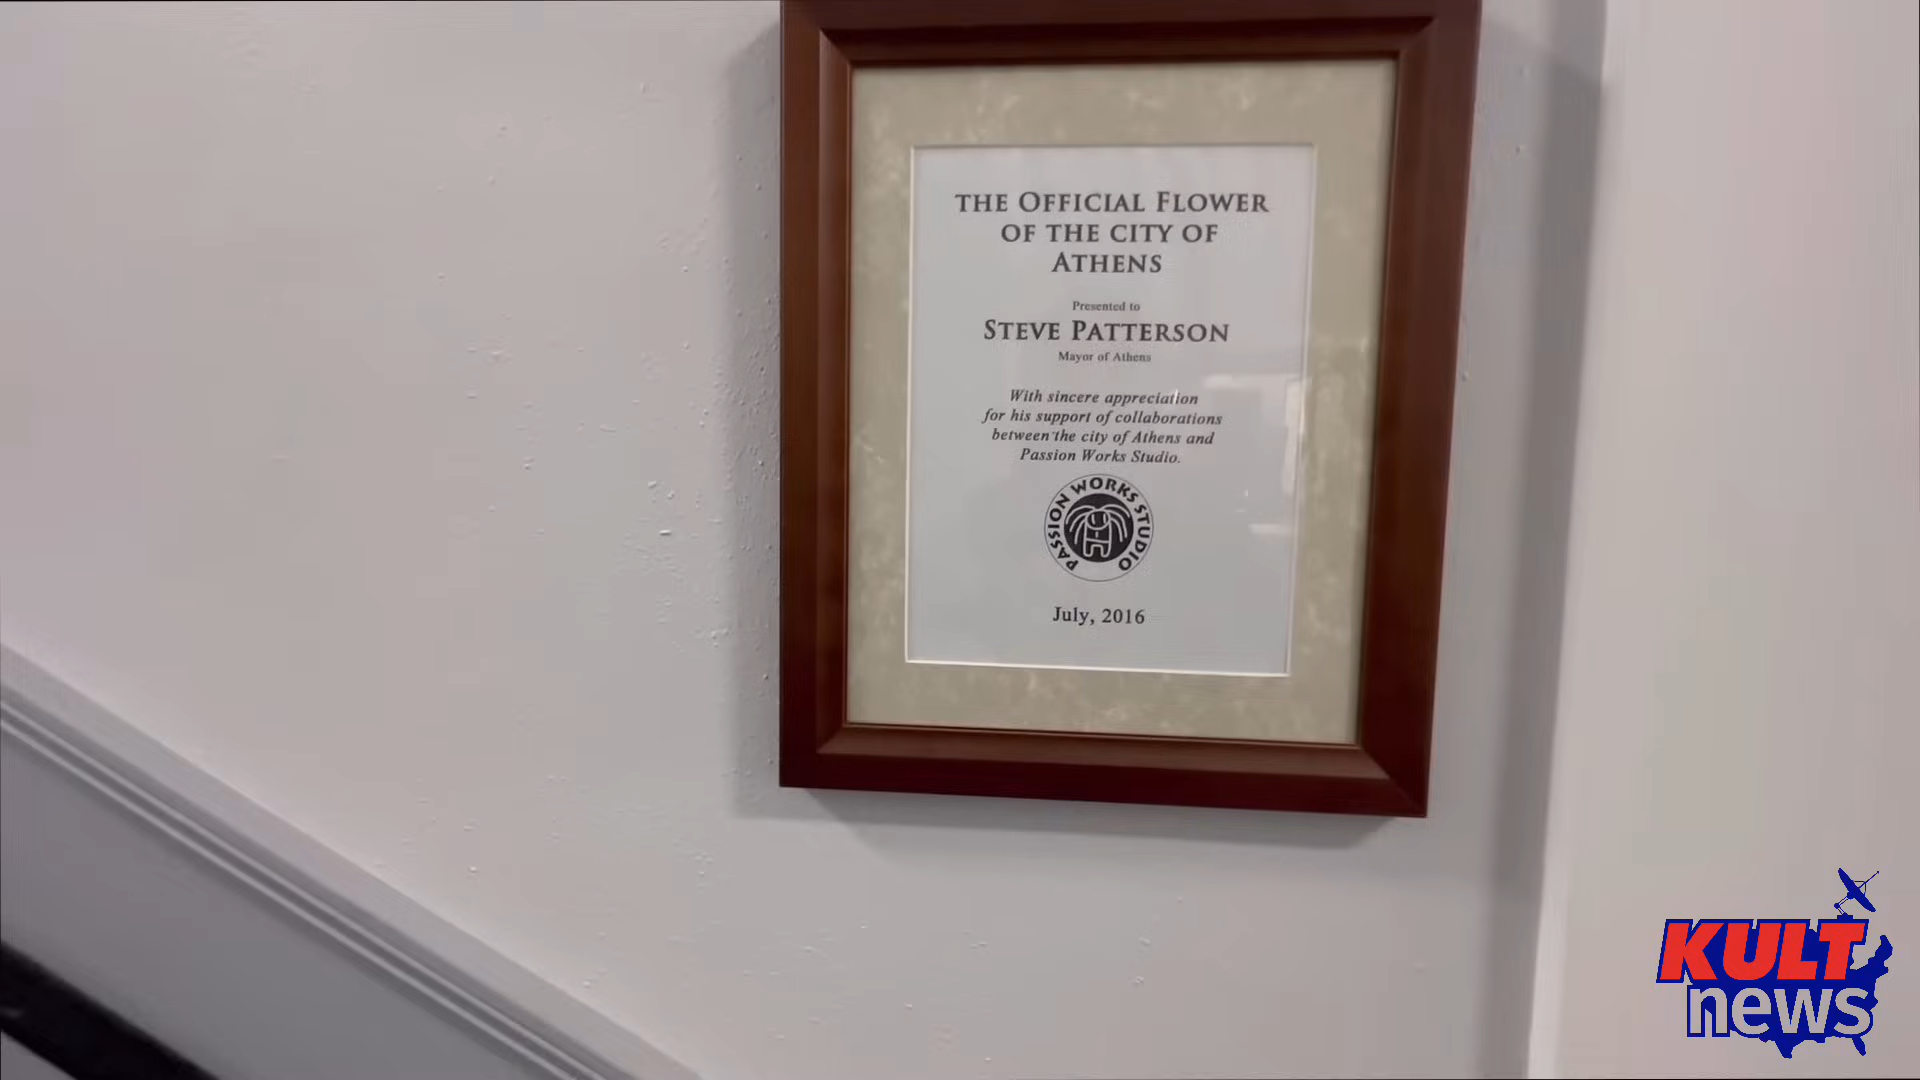 THE OFFICIAL FLOWER
OF THE CITY OF
ATHENS
Presented to
STEVE PATTERSON
Mayor of Athens
With sincere appreciation
for his support of collaborations
between the city of Athens and
Passion Works Studio.
PASSION WORKS STUDIO
July, 2016
KULT
news